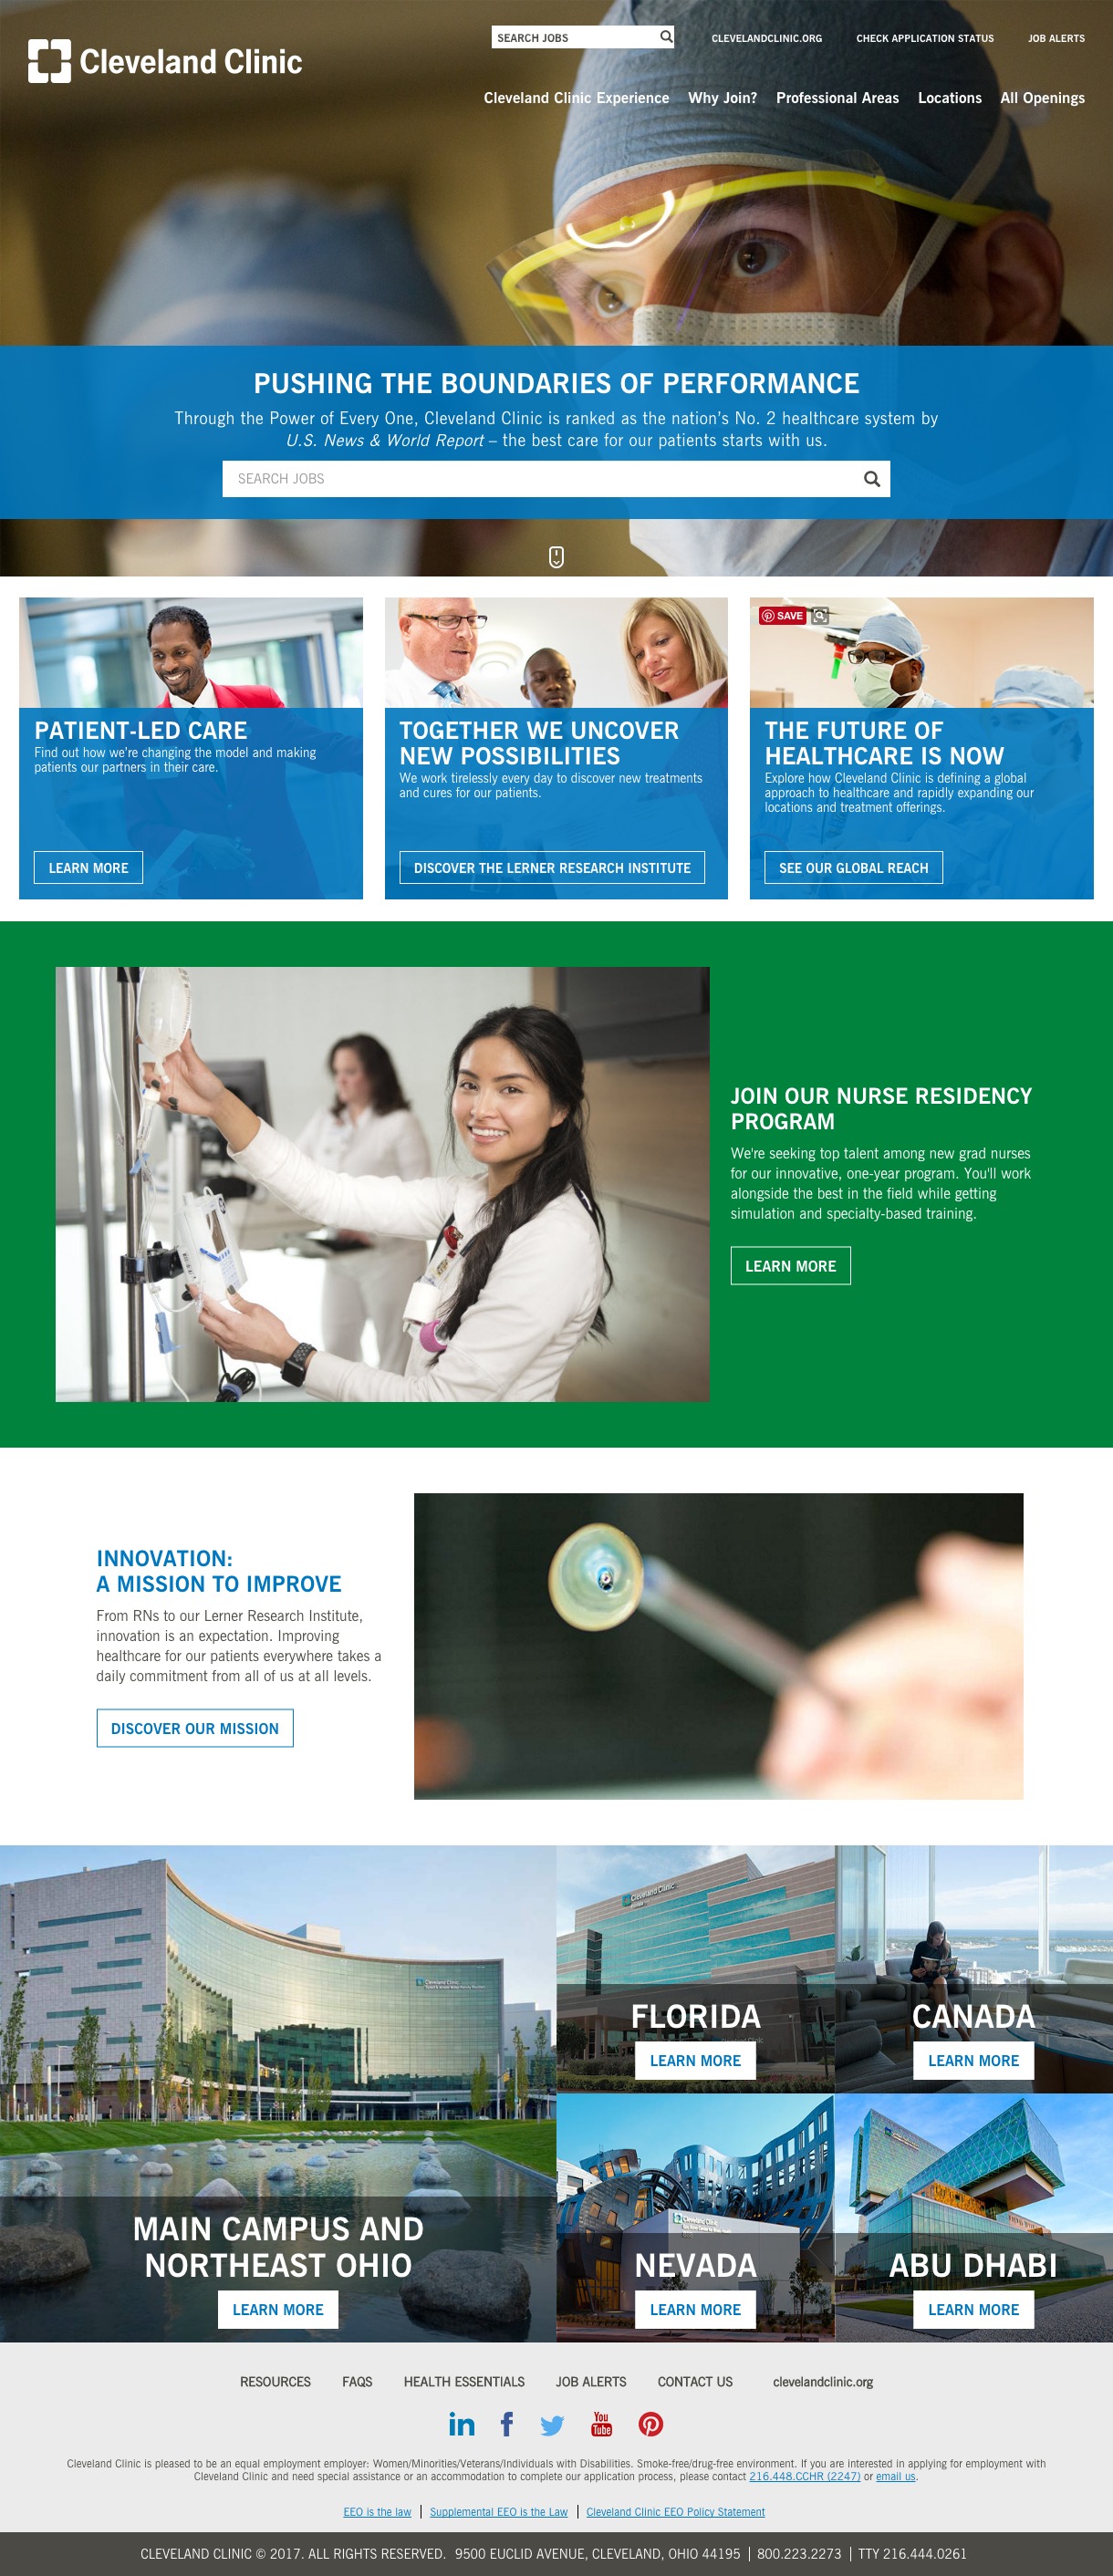 Cleveland Clinic
SEARCH JOBS
CLEVELANDCLINIC.ORG
CHECK APPLICATION STATUS
JOB ALERTS
Cleveland Clinic Experience
Why Join?
Professional Areas
Locations
All Openings
PUSHING THE BOUNDARIES OF PERFORMANCE
Through the Power of Every One, Cleveland Clinic is ranked as the nation's No. 2 healthcare system by
U.S. News & World Report – the best care for our patients starts with us.
SEARCH JOBS
PATIENT-LED CARE
Find out how we're changing the model and making
patients our partners in their care.
LEARN MORE
TOGETHER WE UNCOVER
NEW POSSIBILITIES
We work tirelessly every day to discover new treatments
and cures for our patients.
DISCOVER THE LERNER RESEARCH INSTITUTE
SAVE
THE FUTURE OF
HEALTHCARE IS NOW
Explore how Cleveland Clinic is defining a global
approach to healthcare and rapidly expanding our
locations and treatment offerings.
SEE OUR GLOBAL REACH
JOIN OUR NURSE RESIDENCY
PROGRAM
We're seeking top talent among new grad nurses
for our innovative, one-year program. You'll work
alongside the best in the field while getting
simulation and specialty-based training.
LEARN MORE
INNOVATION:
A MISSION TO IMPROVE
From RNs to our Lerner Research Institute,
innovation is an expectation. Improving
healthcare for our patients everywhere takes a
daily commitment from all of us at all levels.
DISCOVER OUR MISSION
Cleveland Clinic
MAIN CAMPUS AND
NORTHEAST OHIO
LEARN MORE
Cleveland Clinic
FLORIDA
LEARN MORE
CANADA
LEARN MORE
Cleveland Clinic
NEVADA
LEARN MORE
ABU DHABI
LEARN MORE
RESOURCES
FAQS
HEALTH ESSENTIALS
JOB ALERTS
CONTACT US
clevelandclinic.org
in
f
You
Tube
Cleveland Clinic is pleased to be an equal employment employer: Women/Minorities/Veterans/Individuals with Disabilities. Smoke-free/drug-free environment. If you are interested in applying for employment with
Cleveland Clinic and need special assistance or an accommodation to complete our application process, please contact 216.448.CCHR (2247) or email us.
EEO is the law | Supplemental EEO is the Law | Cleveland Clinic EEO Policy Statement
CLEVELAND CLINIC © 2017. ALL RIGHTS RESERVED. 9500 EUCLID AVENUE, CLEVELAND, OHIO 44195 | 800.223.2273 | TTY 216.444.0261